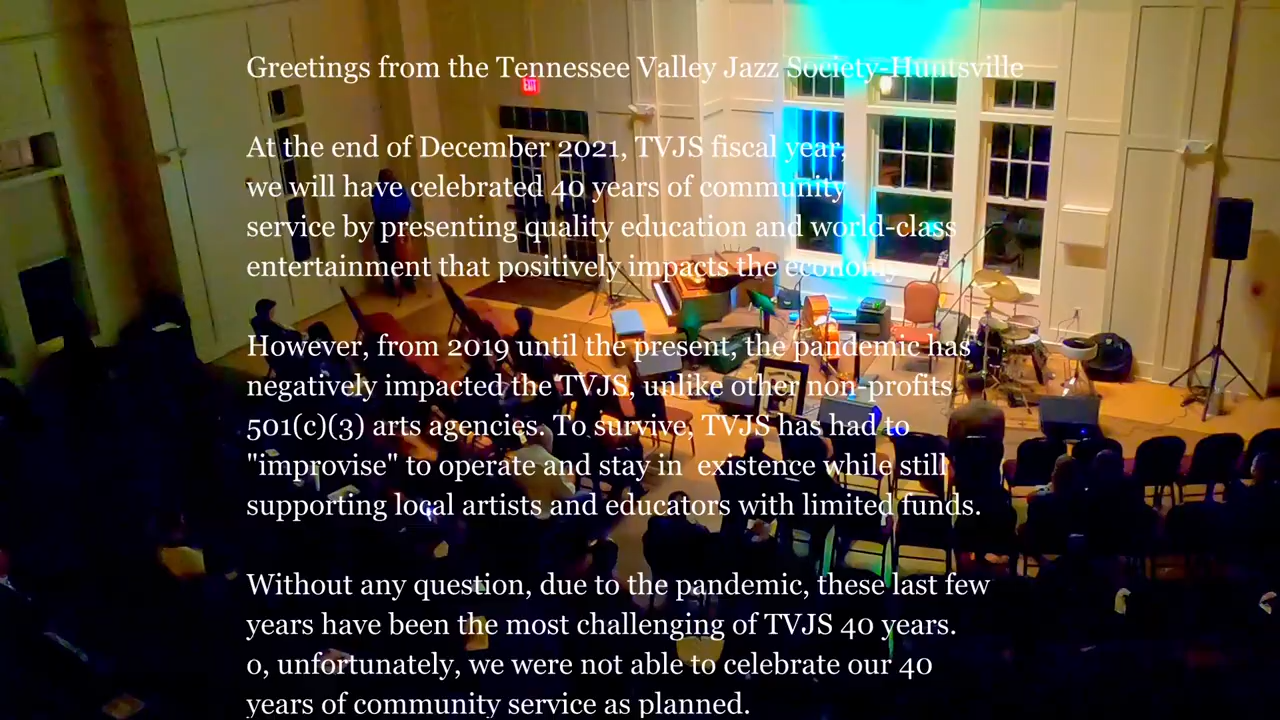 Greetings from the Tennessee Valley Jazz Society-Huntsville
EXIT
At the end of December 2021, TVJS fiscal year,
we will have celebrated 40 years of community
service by presenting quality education and world-class
entertainment that positively impacts the economy.
However, from 2019 until the present, the pandemic has
negatively impacted the TVJS, unlike other non-profits
501(c)(3) arts agencies. To survive, TVJS has had to
"improvise" to operate and stay in  existence while still
supporting local artists and educators with limited funds.
Without any question, due to the pandemic, these last few
years have been the most challenging of TVJS 40 years.
o, unfortunately, we were not able to celebrate our 40
years of community service as planned.